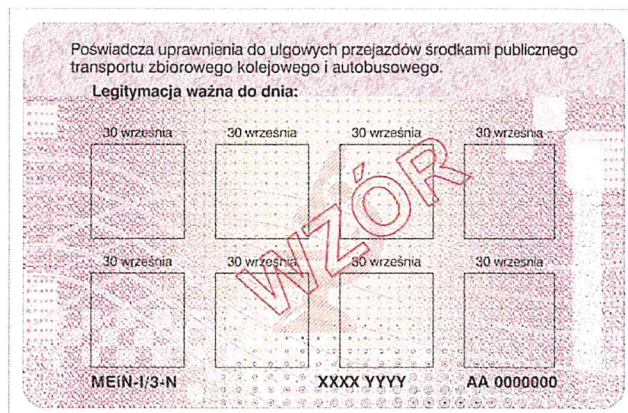 Poświadcza uprawnienia do ulgowych przejazdów środkami publicznego
transportu zbiorowego kolejowego i autobusowego.
Legitymacja ważna do dnia:
30 września 30 września 30 września 30 września
WZÓR
30 września 30 września 30 września 30 września
MEiN-I/3-N XXXX YYYY AA 0000000